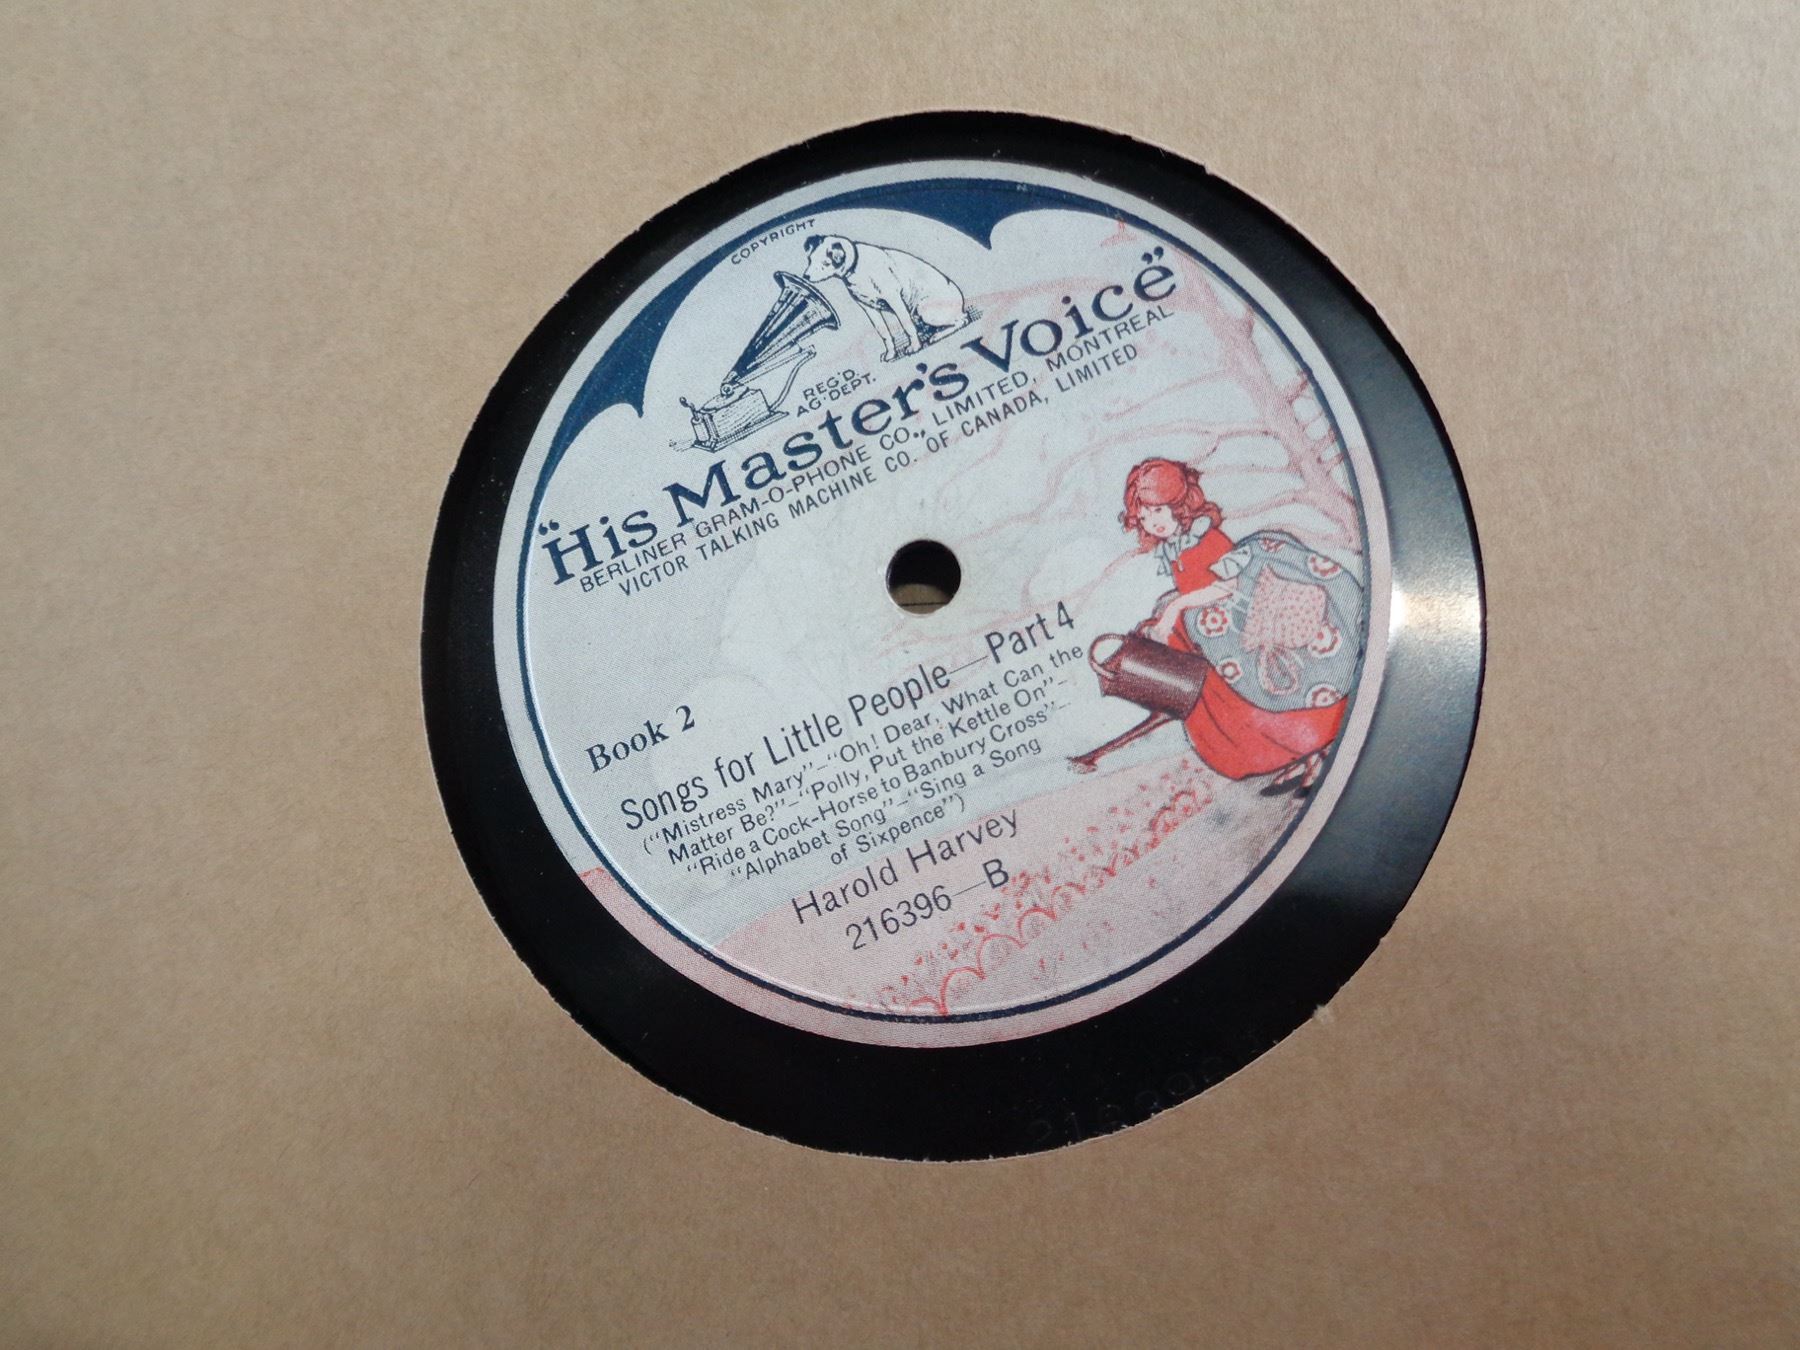 COPYRIGHT
REG'D.
AG. DEPT.
"His Master's Voice"
BERLINER GRAM-O-PHONE CO., LIMITED, MONTREAL
VICTOR TALKING MACHINE CO. OF CANADA, LIMITED
Book 2
Songs for Little People—Part 4
("Mistress Mary"–"Oh! Dear, What Can the
Matter Be?"–"Polly, Put the Kettle On"–
"Ride a Cock-Horse to Banbury Cross"–
"Alphabet Song"–"Sing a Song
of Sixpence")
Harold Harvey
216396—B